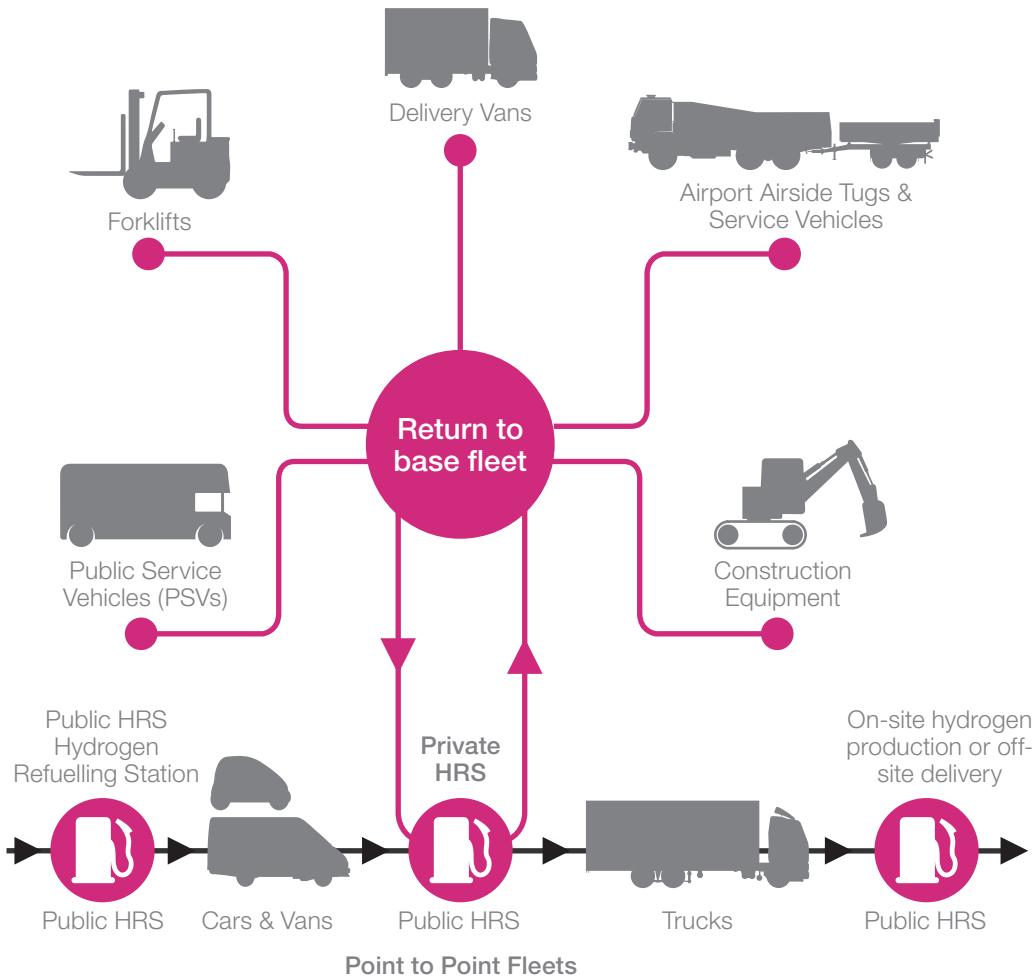 Delivery Vans
Forklifts
Airport Airside Tugs &
Service Vehicles
Return to
base fleet
Public Service
Vehicles (PSVs)
Construction
Equipment
Public HRS
Hydrogen
Refuelling Station
Private
HRS
On-site hydrogen
production or off-
site delivery
Public HRS
Cars & Vans
Public HRS
Trucks
Public HRS
Point to Point Fleets